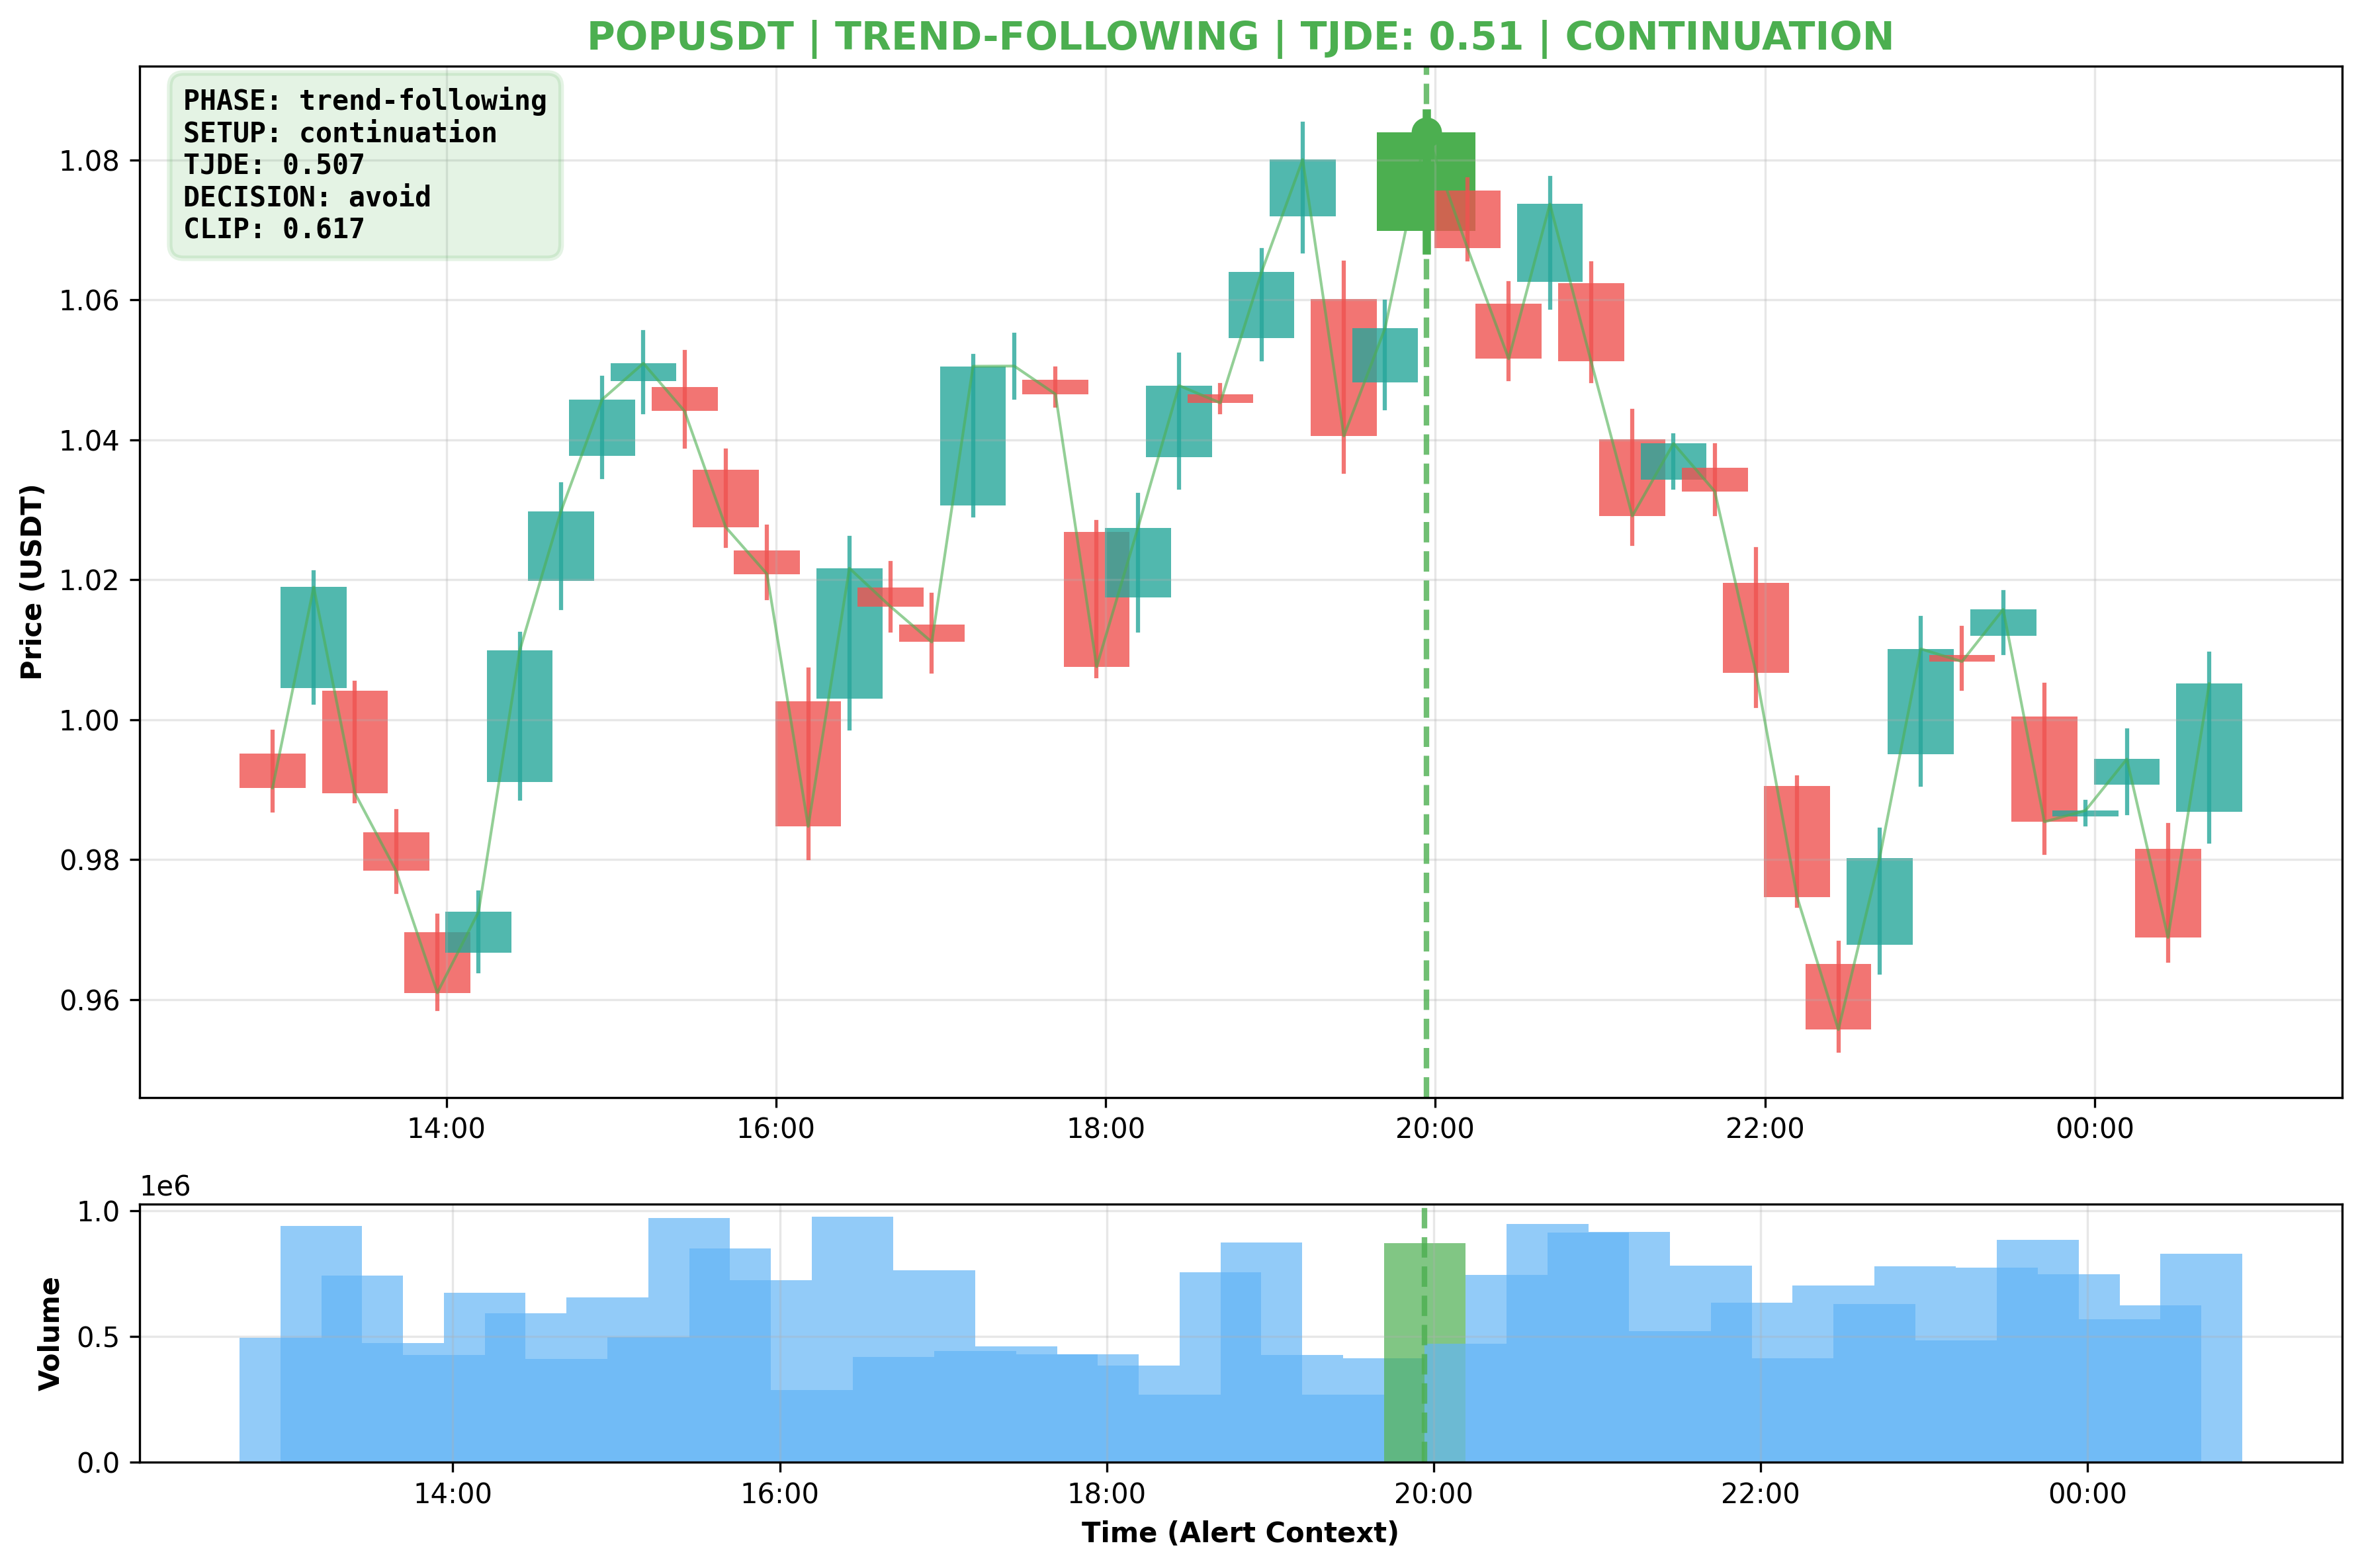 POPUSDT | TREND-FOLLOWING | TJDE: 0.51 | CONTINUATION
PHASE: trend-following
SETUP: continuation
TJDE: 0.507
DECISION: avoid
CLIP: 0.617
Price (USDT)
1.08
1.06
1.04
1.02
1.00
0.98
0.96
14:00 16:00 18:00 20:00 22:00 00:00
1e6
Volume
1.0
0.5
0.0
14:00 16:00 18:00 20:00 22:00 00:00
Time (Alert Context)